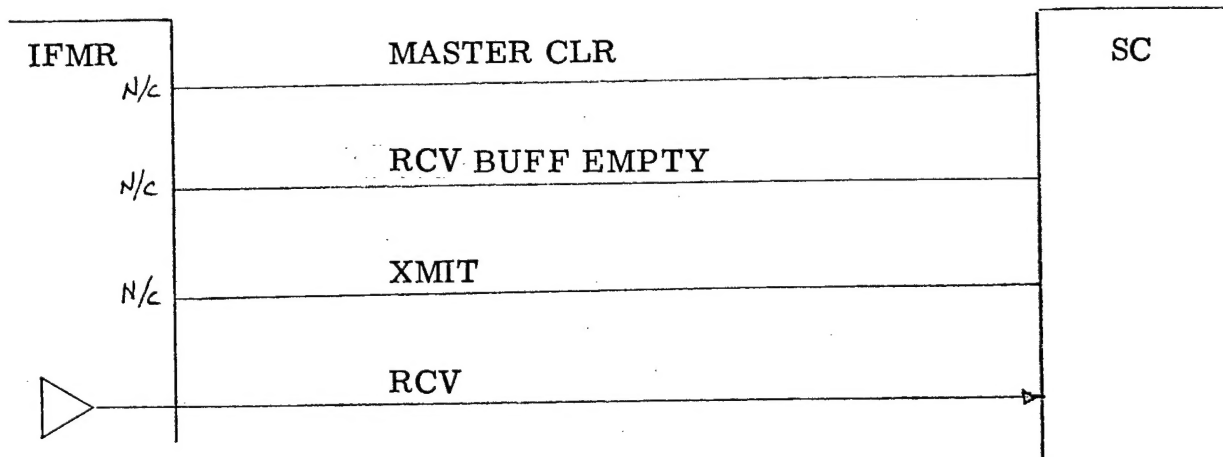 IFMR MASTER CLR SC
N/C
RCV BUFF EMPTY
N/C
XMIT
N/C
RCV